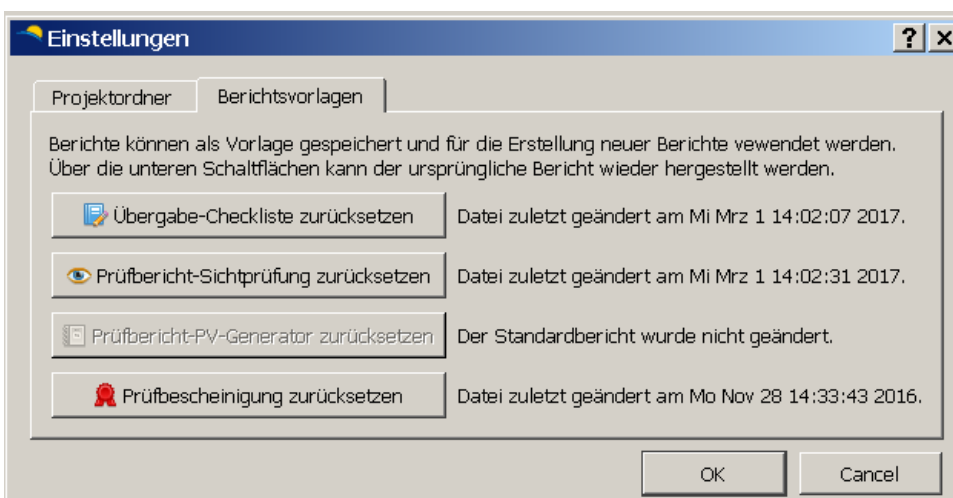 Einstellungen
Projektordner
Berichtsvorlagen
Berichte können als Vorlage gespeichert und für die Erstellung neuer Berichte vewendet werden.
Über die unteren Schaltflächen kann der ursprüngliche Bericht wieder hergestellt werden.
Übergabe-Checkliste zurücksetzen
Datei zuletzt geändert am Mi Mrz 1 14:02:07 2017.
Prüfbericht-Sichtprüfung zurücksetzen
Datei zuletzt geändert am Mi Mrz 1 14:02:31 2017.
Prüfbericht-PV-Generator zurücksetzen
Der Standardbericht wurde nicht geändert.
Prüfbescheinigung zurücksetzen
Datei zuletzt geändert am Mo Nov 28 14:33:43 2016.
OK
Cancel